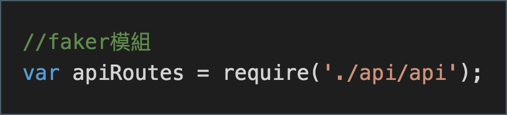 //faker模組
var apiRoutes = require('./api/api');